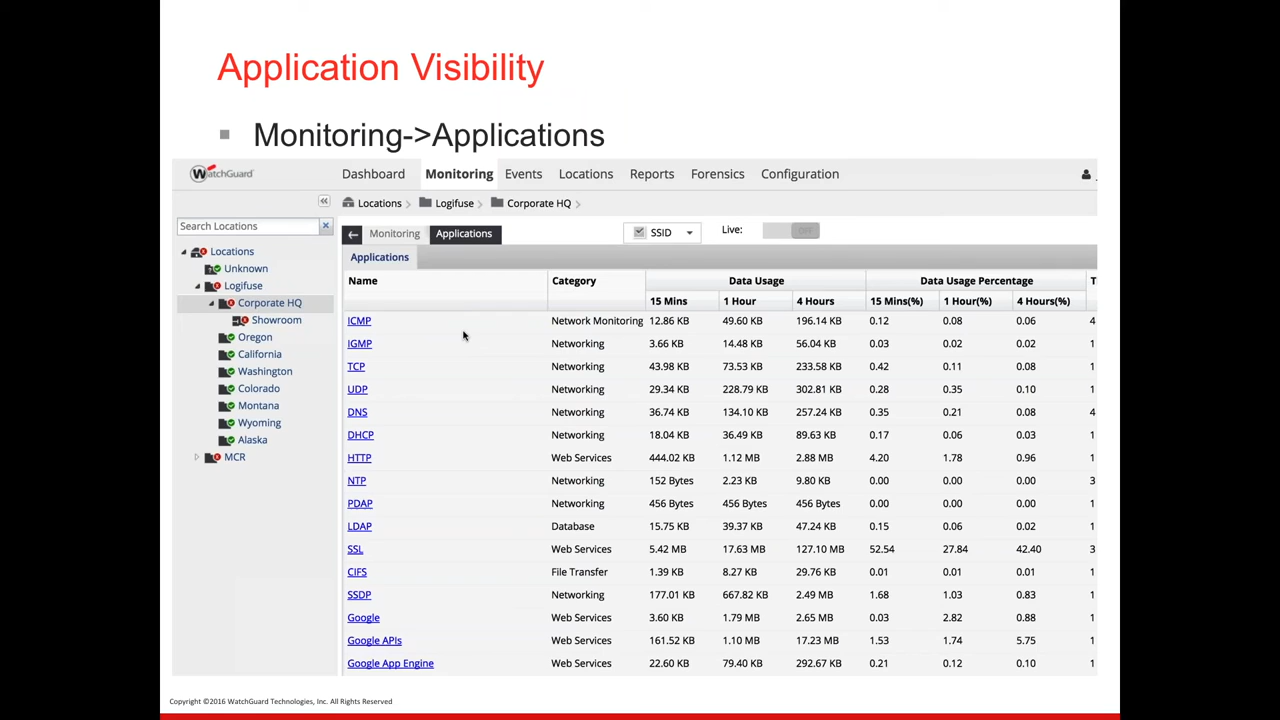 Application Visibility
Monitoring->Applications
WatchGuard Dashboard Monitoring Events Locations Reports Forensics Configuration
Locations Logifuse Corporate HQ
Search Locations
Monitoring Applications SSID Live: OFF
Locations
Unknown
Logifuse
Corporate HQ
Showroom
Oregon
California
Washington
Colorado
Montana
Wyoming
Alaska
MCR
Applications
Name Category Data Usage Data Usage Percentage T
15 Mins 1 Hour 4 Hours 15 Mins(%) 1 Hour(%) 4 Hours(%)
ICMP Network Monitoring 12.86 KB 49.60 KB 196.14 KB 0.12 0.08 0.06 4
IGMP Networking 3.66 KB 14.48 KB 56.04 KB 0.03 0.02 0.02 1
TCP Networking 43.98 KB 73.53 KB 233.58 KB 0.42 0.11 0.08 1
UDP Networking 29.34 KB 228.79 KB 302.81 KB 0.28 0.35 0.10 1
DNS Networking 36.74 KB 134.10 KB 257.24 KB 0.35 0.21 0.08 4
DHCP Networking 18.04 KB 36.49 KB 89.63 KB 0.17 0.06 0.03 1
HTTP Web Services 444.02 KB 1.12 MB 2.88 MB 4.20 1.78 0.96 1
NTP Networking 152 Bytes 2.23 KB 9.80 KB 0.00 0.00 0.00 3
PDAP Networking 456 Bytes 456 Bytes 456 Bytes 0.00 0.00 0.00 1
LDAP Database 15.75 KB 39.37 KB 47.24 KB 0.15 0.06 0.02 1
SSL Web Services 5.42 MB 17.63 MB 127.10 MB 52.54 27.84 42.40 3
CIFS File Transfer 1.39 KB 8.27 KB 29.76 KB 0.01 0.01 0.01 1
SSDP Networking 177.01 KB 667.82 KB 2.49 MB 1.68 1.03 0.83 1
Google Web Services 3.60 KB 1.79 MB 2.65 MB 0.03 2.82 0.88 1
Google APIs Web Services 161.52 KB 1.10 MB 17.23 MB 1.53 1.74 5.75 1
Google App Engine Web Services 22.60 KB 79.40 KB 292.67 KB 0.21 0.12 0.10 1
Copyright ©2016 WatchGuard Technologies, Inc. All Rights Reserved